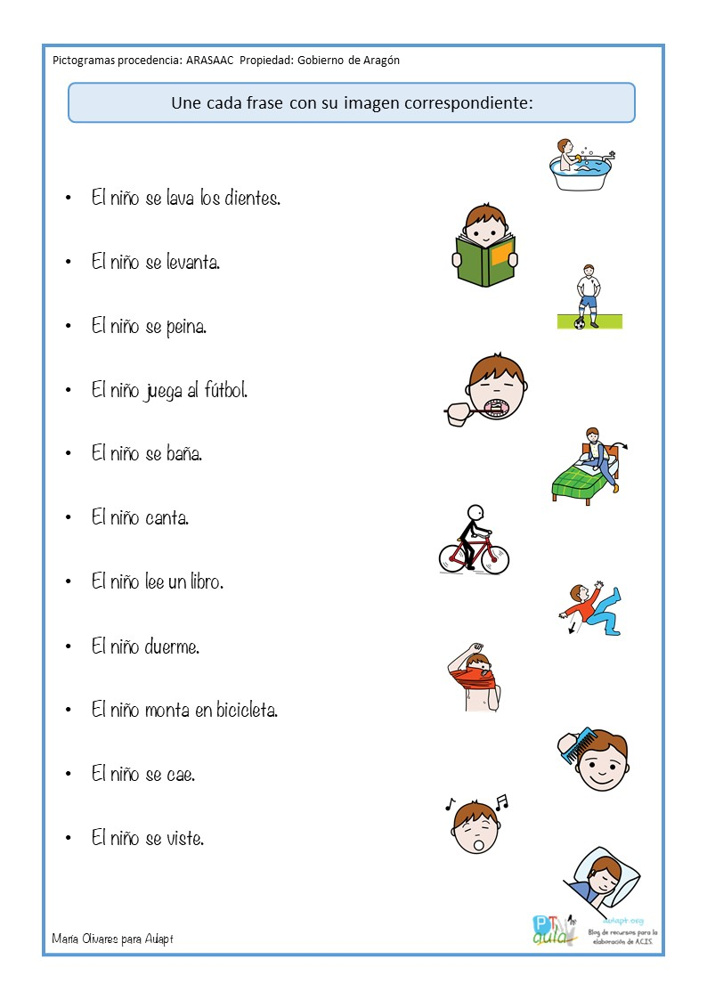 Pictogramas procedencia: ARASAAC  Propiedad: Gobierno de Aragón
Une cada frase con su imagen correspondiente:
• El niño se lava los dientes.
• El niño se levanta.
• El niño se peina.
• El niño juega al fútbol.
• El niño se baña.
• El niño canta.
• El niño lee un libro.
• El niño duerme.
• El niño monta en bicicleta.
• El niño se cae.
• El niño se viste.
María Olivares para Aulapt
PT
aula
aulapt.org
Blog de recursos para la
elaboración de A.C.I.S.